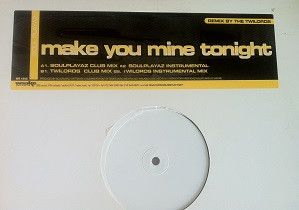 REMIX BY THE TWILORDS
make you mine tonight
A1. SOULPLAYAZ CLUB MIX A2. SOULPLAYAZ INSTRUMENTAL
B1. TWILORDS CLUB MIX B2. TWILORDS INSTRUMENTAL MIX